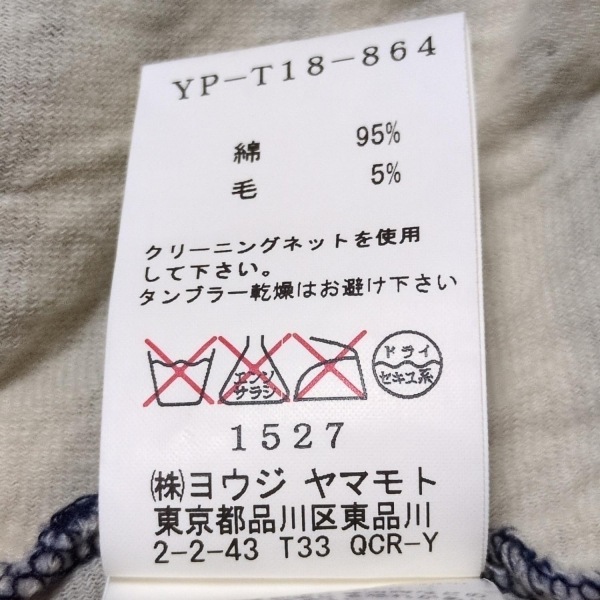 YP-T18-864
綿 95%
毛 5%
クリーニングネットを使用
して下さい。
タンブラー乾燥はお避け下さい
エンソ
サラシ
ドライ
セキユ系
1527
㈱ヨウジ ヤマモト
東京都品川区東品川
2-2-43 T33 QCR-Y